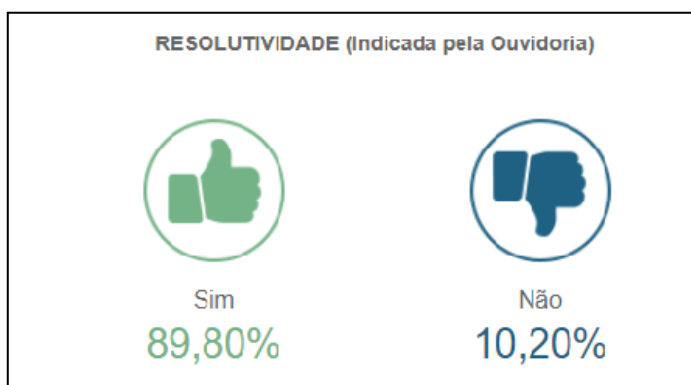 RESOLUTIVIDADE (Indicada pela Ouvidoria)
Sim
Não
89,80%
10,20%